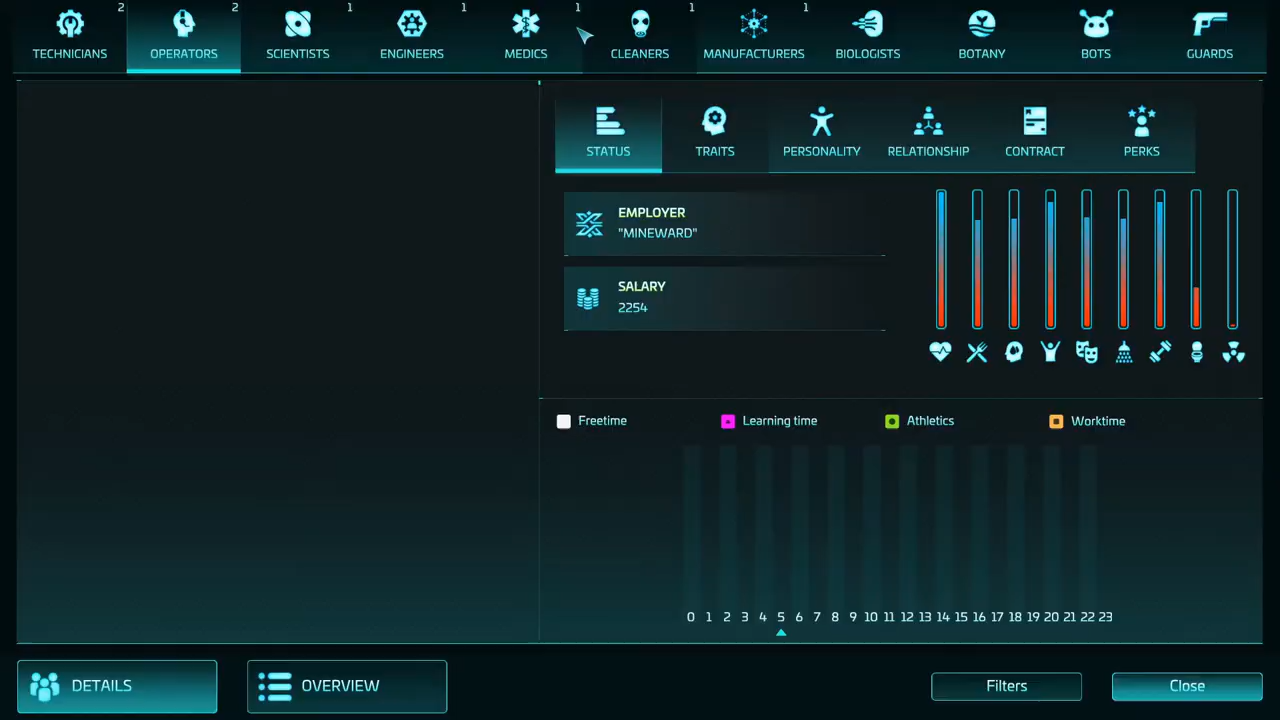 2 2 1 1 1 1 1
TECHNICIANS OPERATORS SCIENTISTS ENGINEERS MEDICS CLEANERS MANUFACTURERS BIOLOGISTS BOTANY BOTS GUARDS
STATUS TRAITS PERSONALITY RELATIONSHIP CONTRACT PERKS
EMPLOYER
"MINEWARD"
SALARY
2254
Freetime Learning time Athletics Worktime
0 1 2 3 4 5 6 7 8 9 10 11 12 13 14 15 16 17 18 19 20 21 22 23
DETAILS OVERVIEW Filters Close